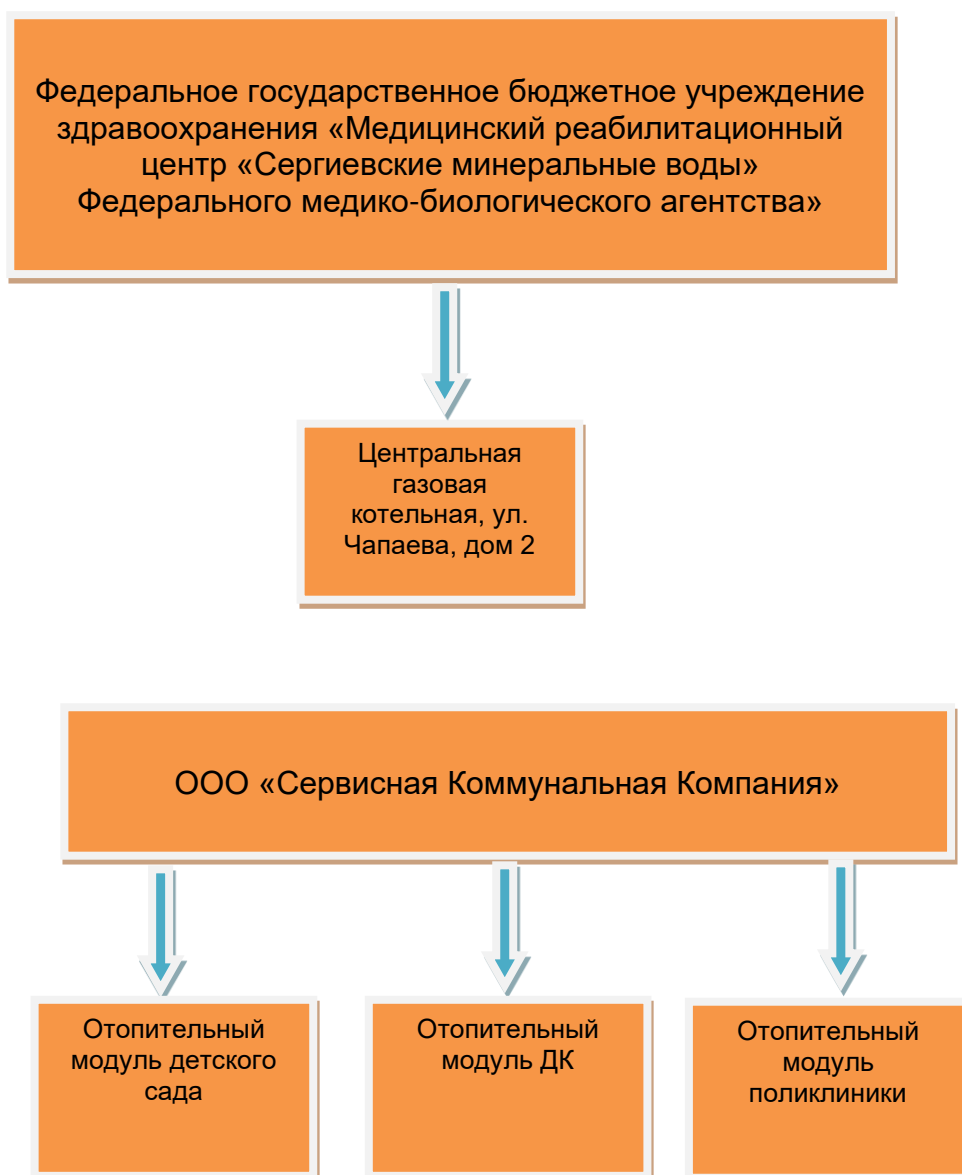 Федеральное государственное бюджетное учреждение
здравоохранения «Медицинский реабилитационный
центр «Сергиевские минеральные воды»
Федерального медико-биологического агентства»
Центральная
газовая
котельная, ул.
Чапаева, дом 2
ООО «Сервисная Коммунальная Компания»
Отопительный
модуль детского
сада
Отопительный
модуль ДК
Отопительный
модуль
поликлиники